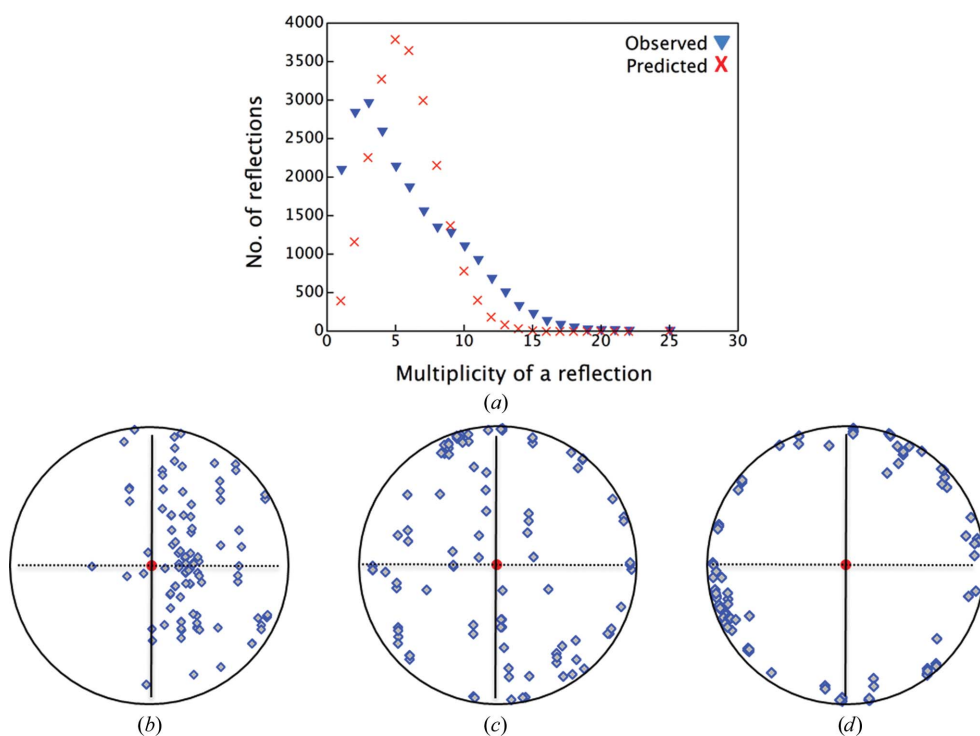 4000
3500
3000
2500
2000
1500
1000
500
0
0 5 10 15 20 25 30
No. of reflections
Multiplicity of a reflection
Observed
Predicted
(a)
(b) (c) (d)